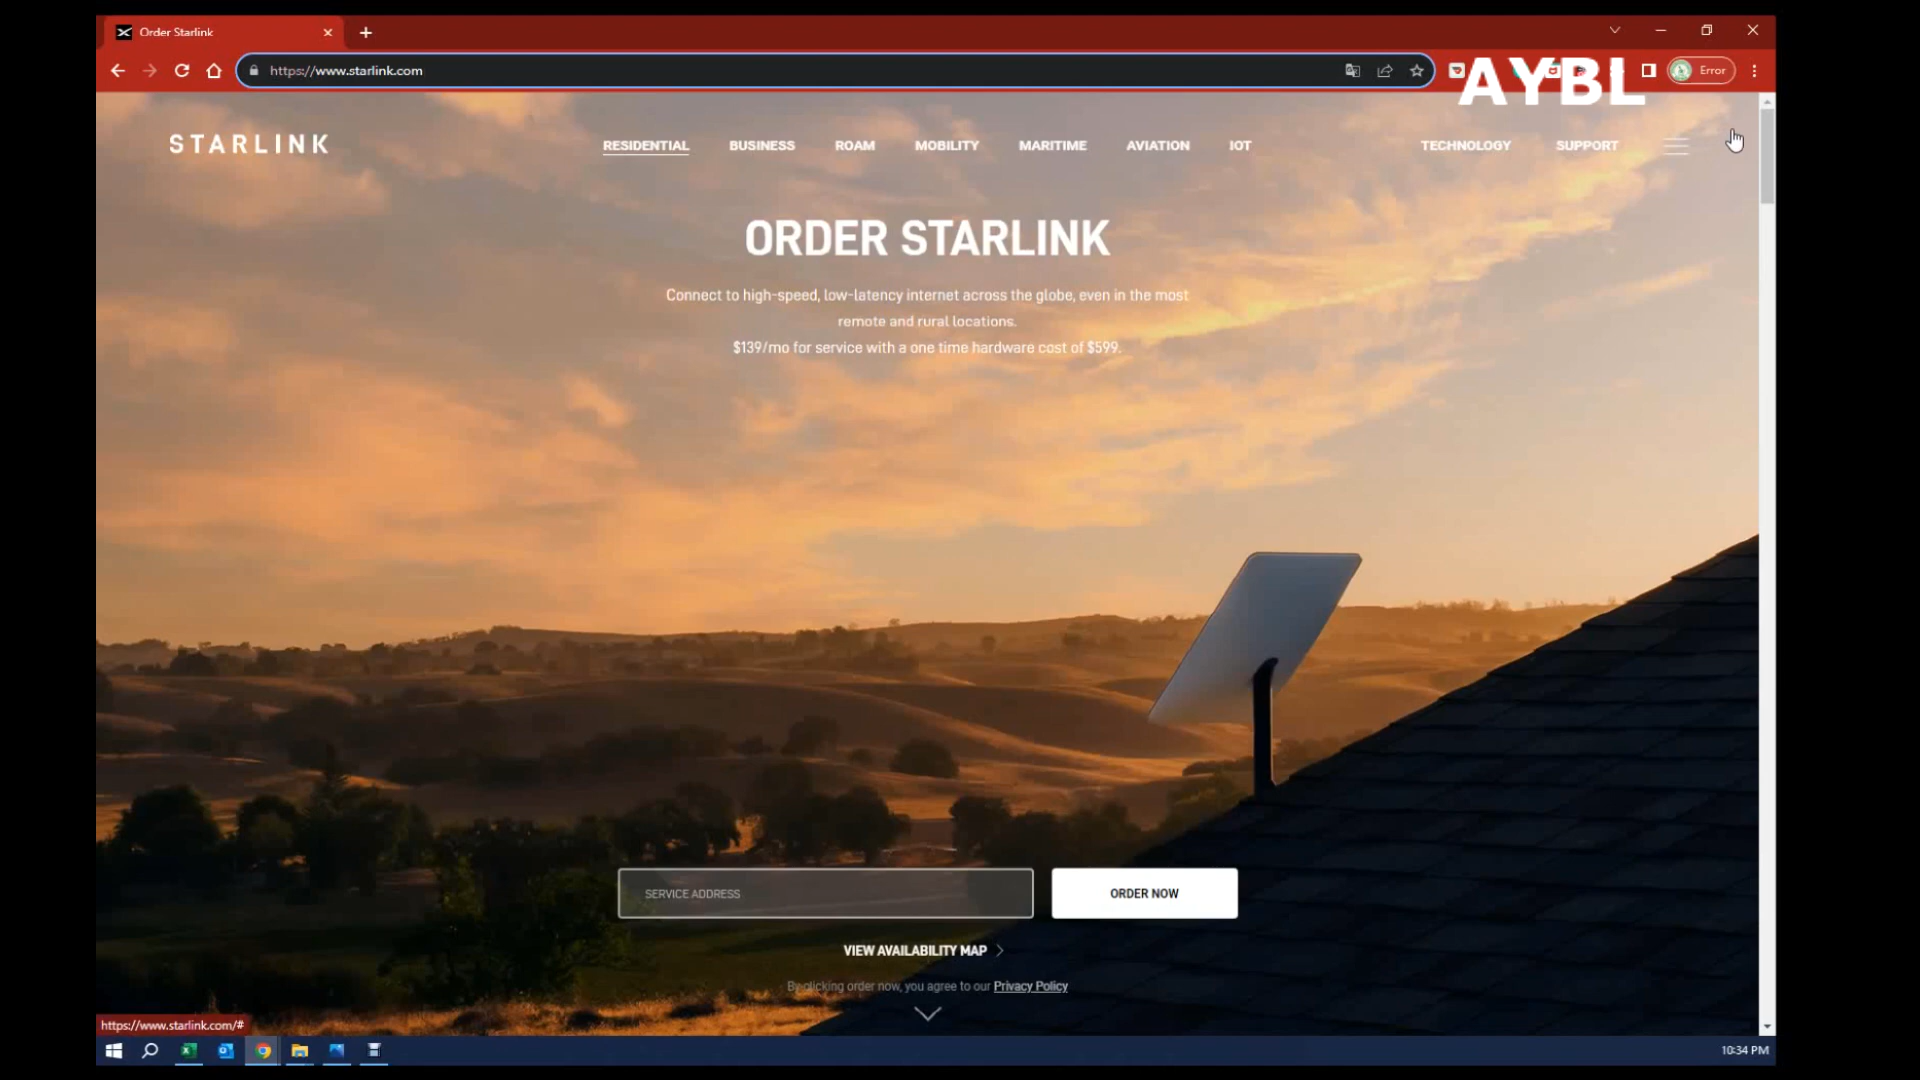 Order Starlink
https://www.starlink.com
Error
AYBL
STARLINK
RESIDENTIAL BUSINESS ROAM MOBILITY MARITIME AVIATION IOT TECHNOLOGY SUPPORT
ORDER STARLINK
Connect to high-speed, low-latency internet across the globe, even in the most
remote and rural locations.
$139/mo for service with a one time hardware cost of $599.
SERVICE ADDRESS
ORDER NOW
VIEW AVAILABILITY MAP
By clicking order now, you agree to our Privacy Policy
https://www.starlink.com/#
10:34 PM